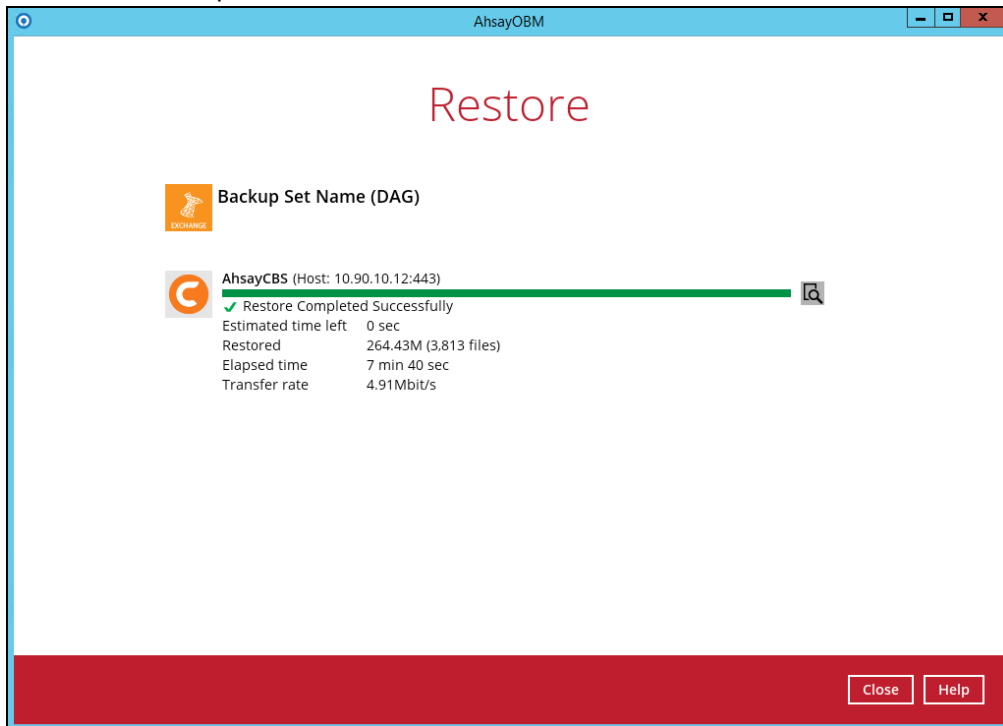 AhsayOBM
Restore
EXCHANGE
Backup Set Name (DAG)
AhsayCBS (Host: 10.90.10.12:443)
Restore Completed Successfully
Estimated time left 0 sec
Restored 264.43M (3,813 files)
Elapsed time 7 min 40 sec
Transfer rate 4.91Mbit/s
Close Help